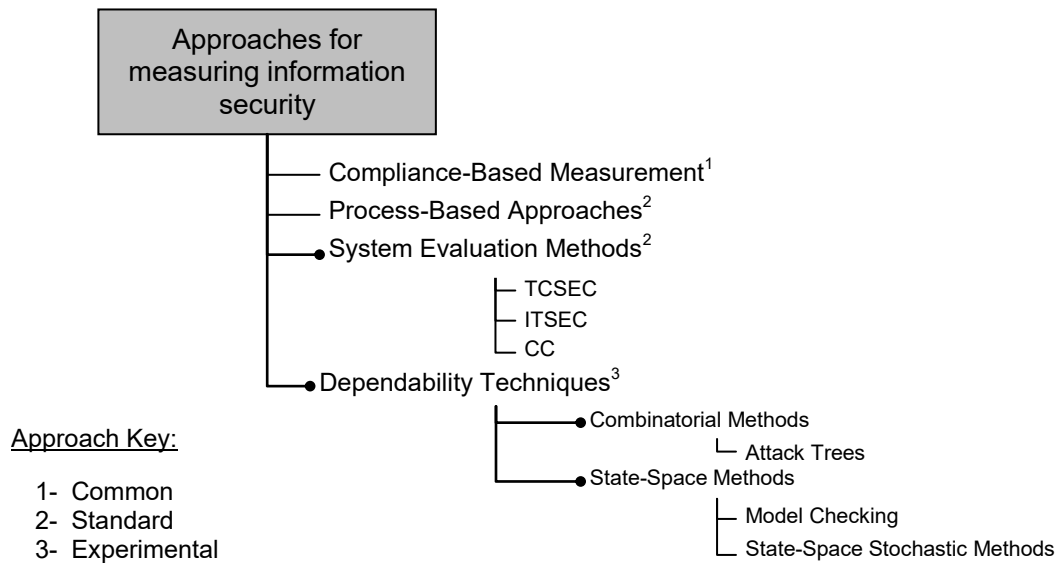 Approaches for
measuring information
security
Compliance-Based Measurement¹
Process-Based Approaches²
System Evaluation Methods²
TCSEC
ITSEC
CC
Dependability Techniques³
Combinatorial Methods
Attack Trees
State-Space Methods
Model Checking
State-Space Stochastic Methods
Approach Key:
1- Common
2- Standard
3- Experimental